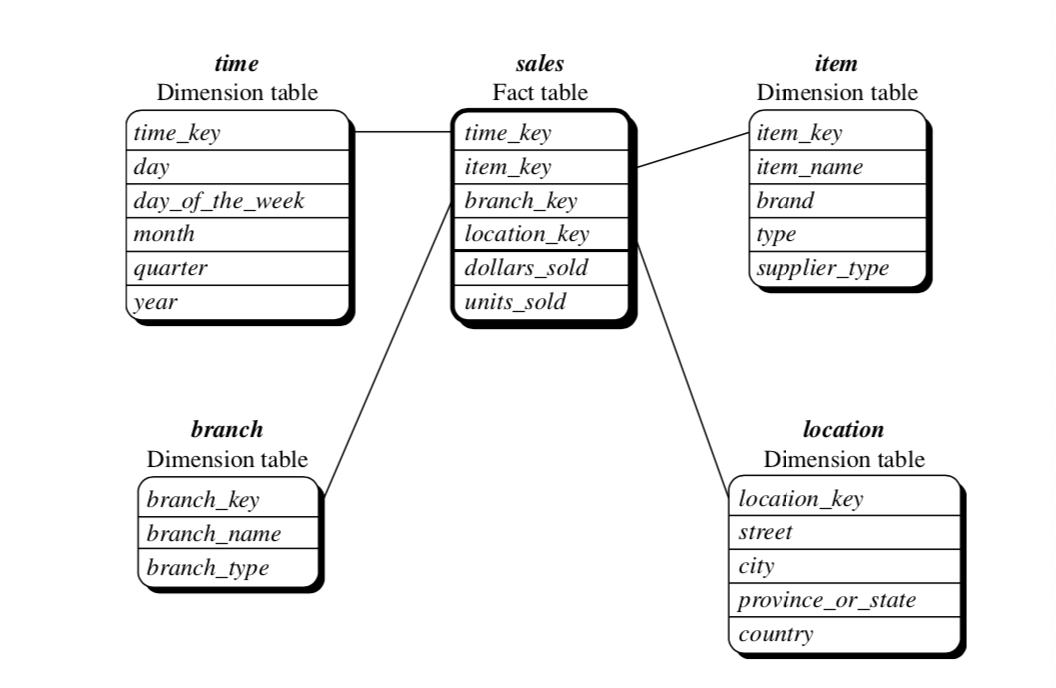 time
Dimension table
time_key
day
day_of_the_week
month
quarter
year
sales
Fact table
time_key
item_key
branch_key
location_key
dollars_sold
units_sold
item
Dimension table
item_key
item_name
brand
type
supplier_type
branch
Dimension table
branch_key
branch_name
branch_type
location
Dimension table
location_key
street
city
province_or_state
country